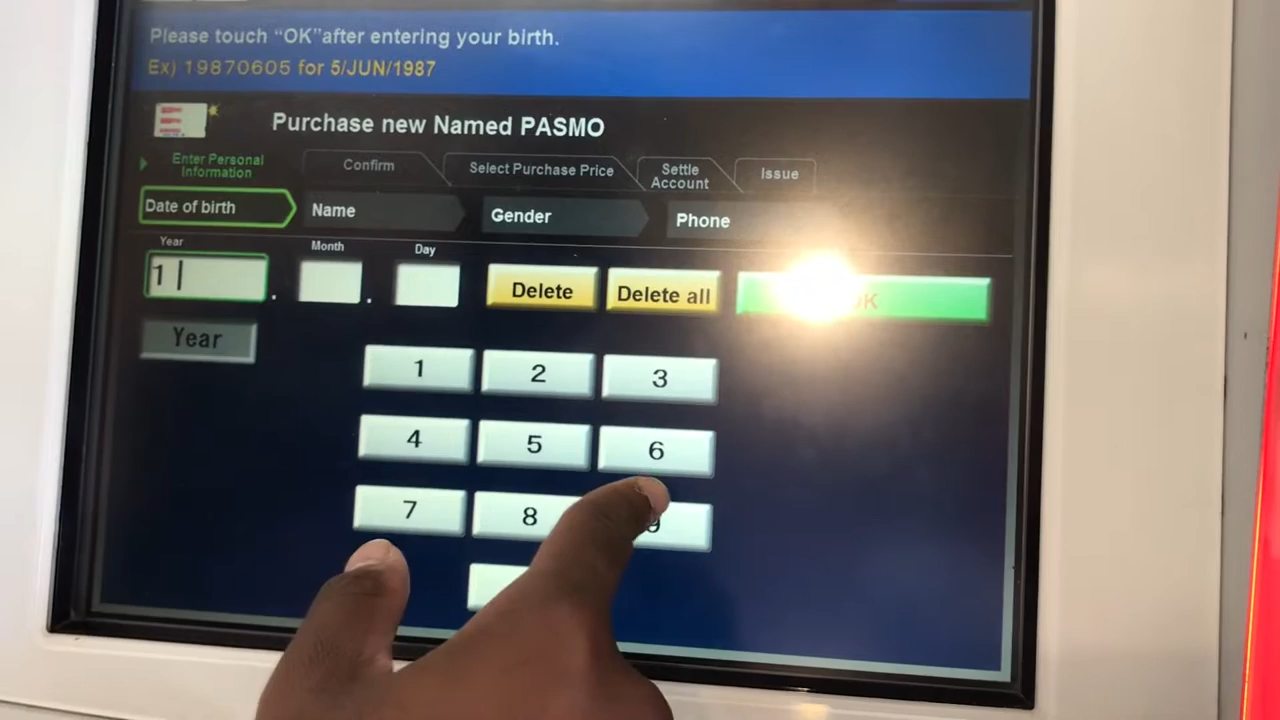 Please touch “OK”after entering your birth.
Ex) 19870605 for 5/JUN/1987
Purchase new Named PASMO
Enter Personal
Information
Confirm
Select Purchase Price
Settle
Account
Issue
Date of birth
Name
Gender
Phone
Year
Month
Day
1
.
.
Delete
Delete all
OK
Year
1
2
3
4
5
6
7
8
9